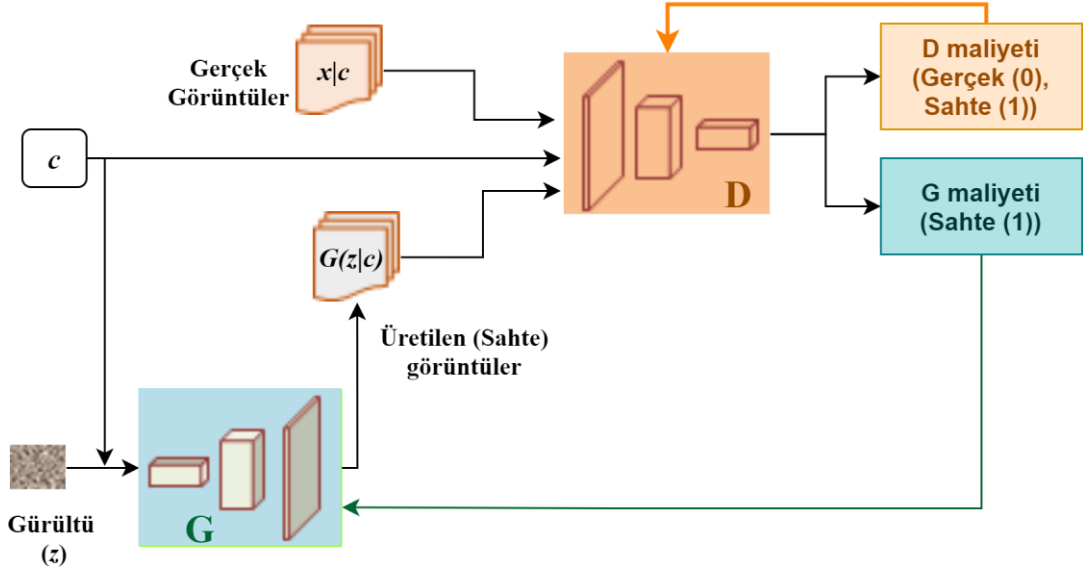 Gerçek
Görüntüler
x|c
c
D
D maliyeti
(Gerçek (0),
Sahte (1))
G maliyeti
(Sahte (1))
G(z|c)
Üretilen (Sahte)
görüntüler
G
Gürültü
(z)